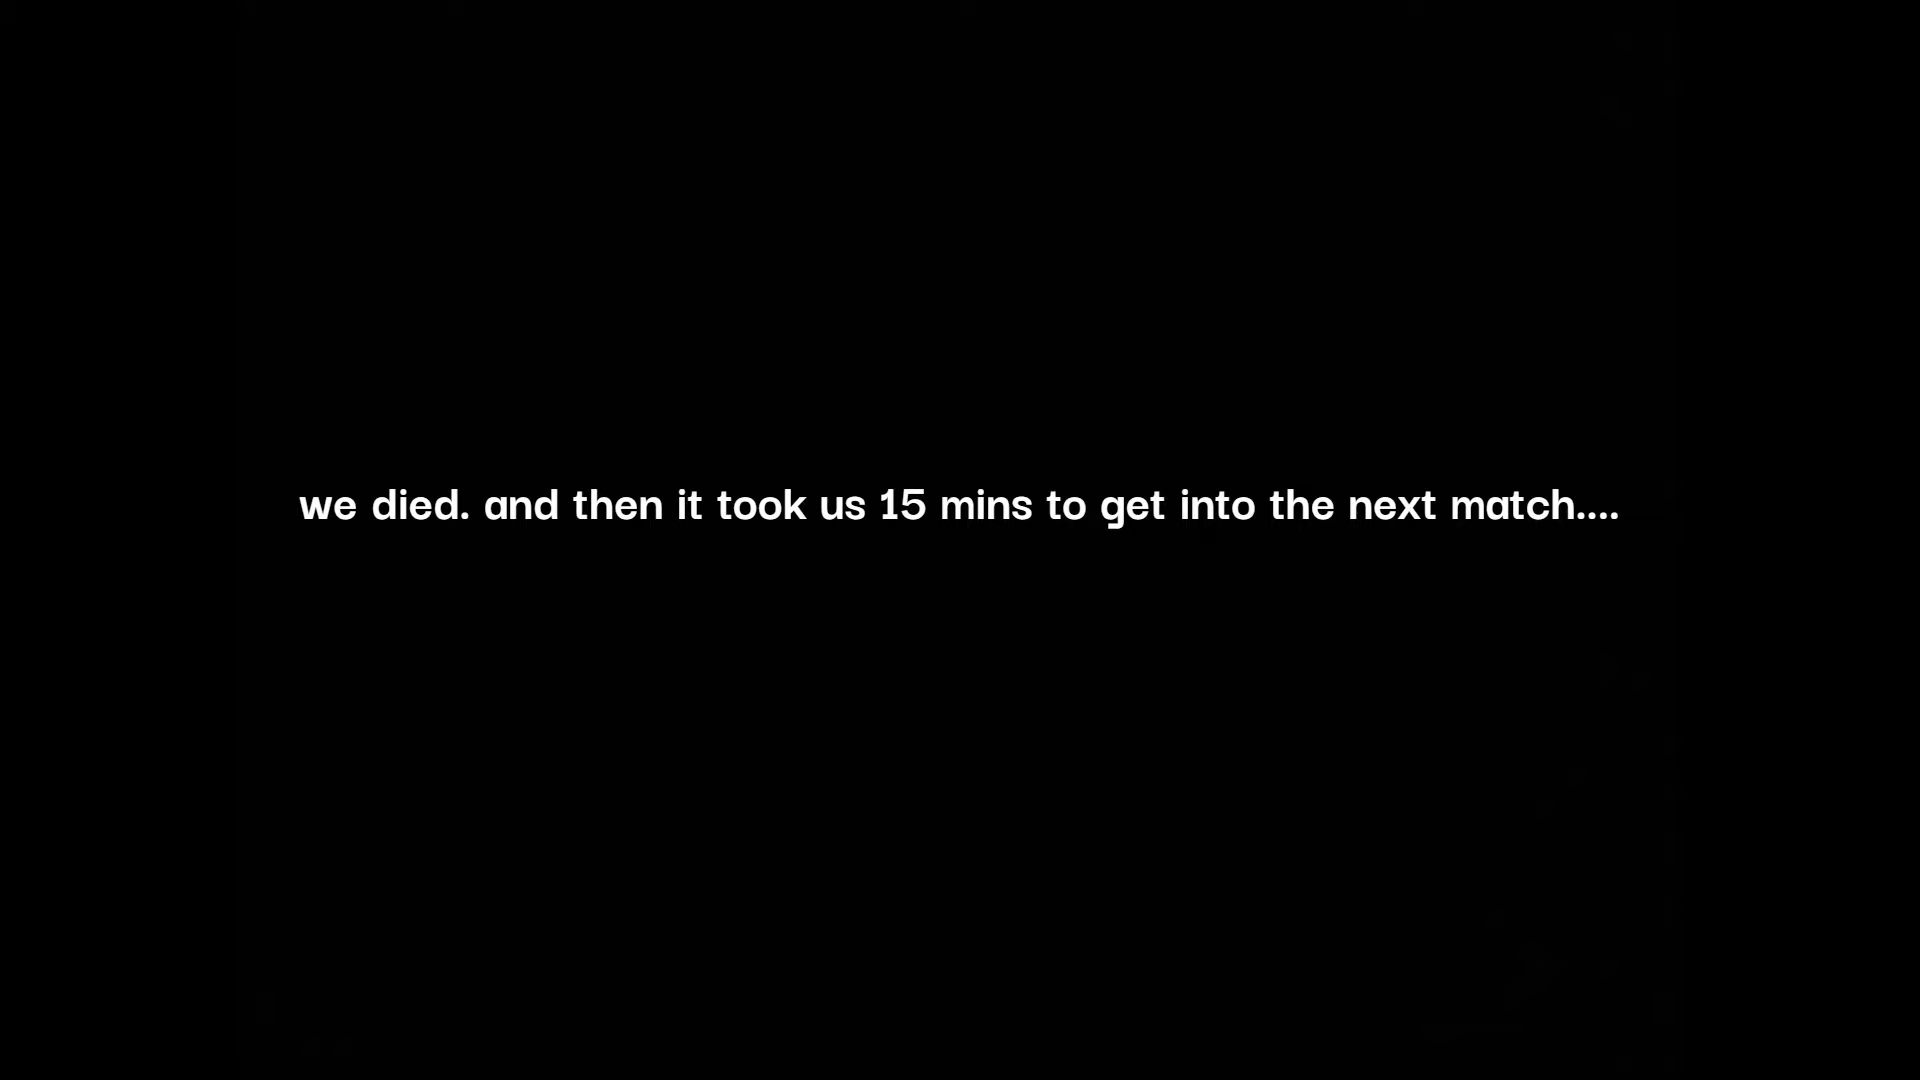 we died. and then it took us 15 mins to get into the next match....